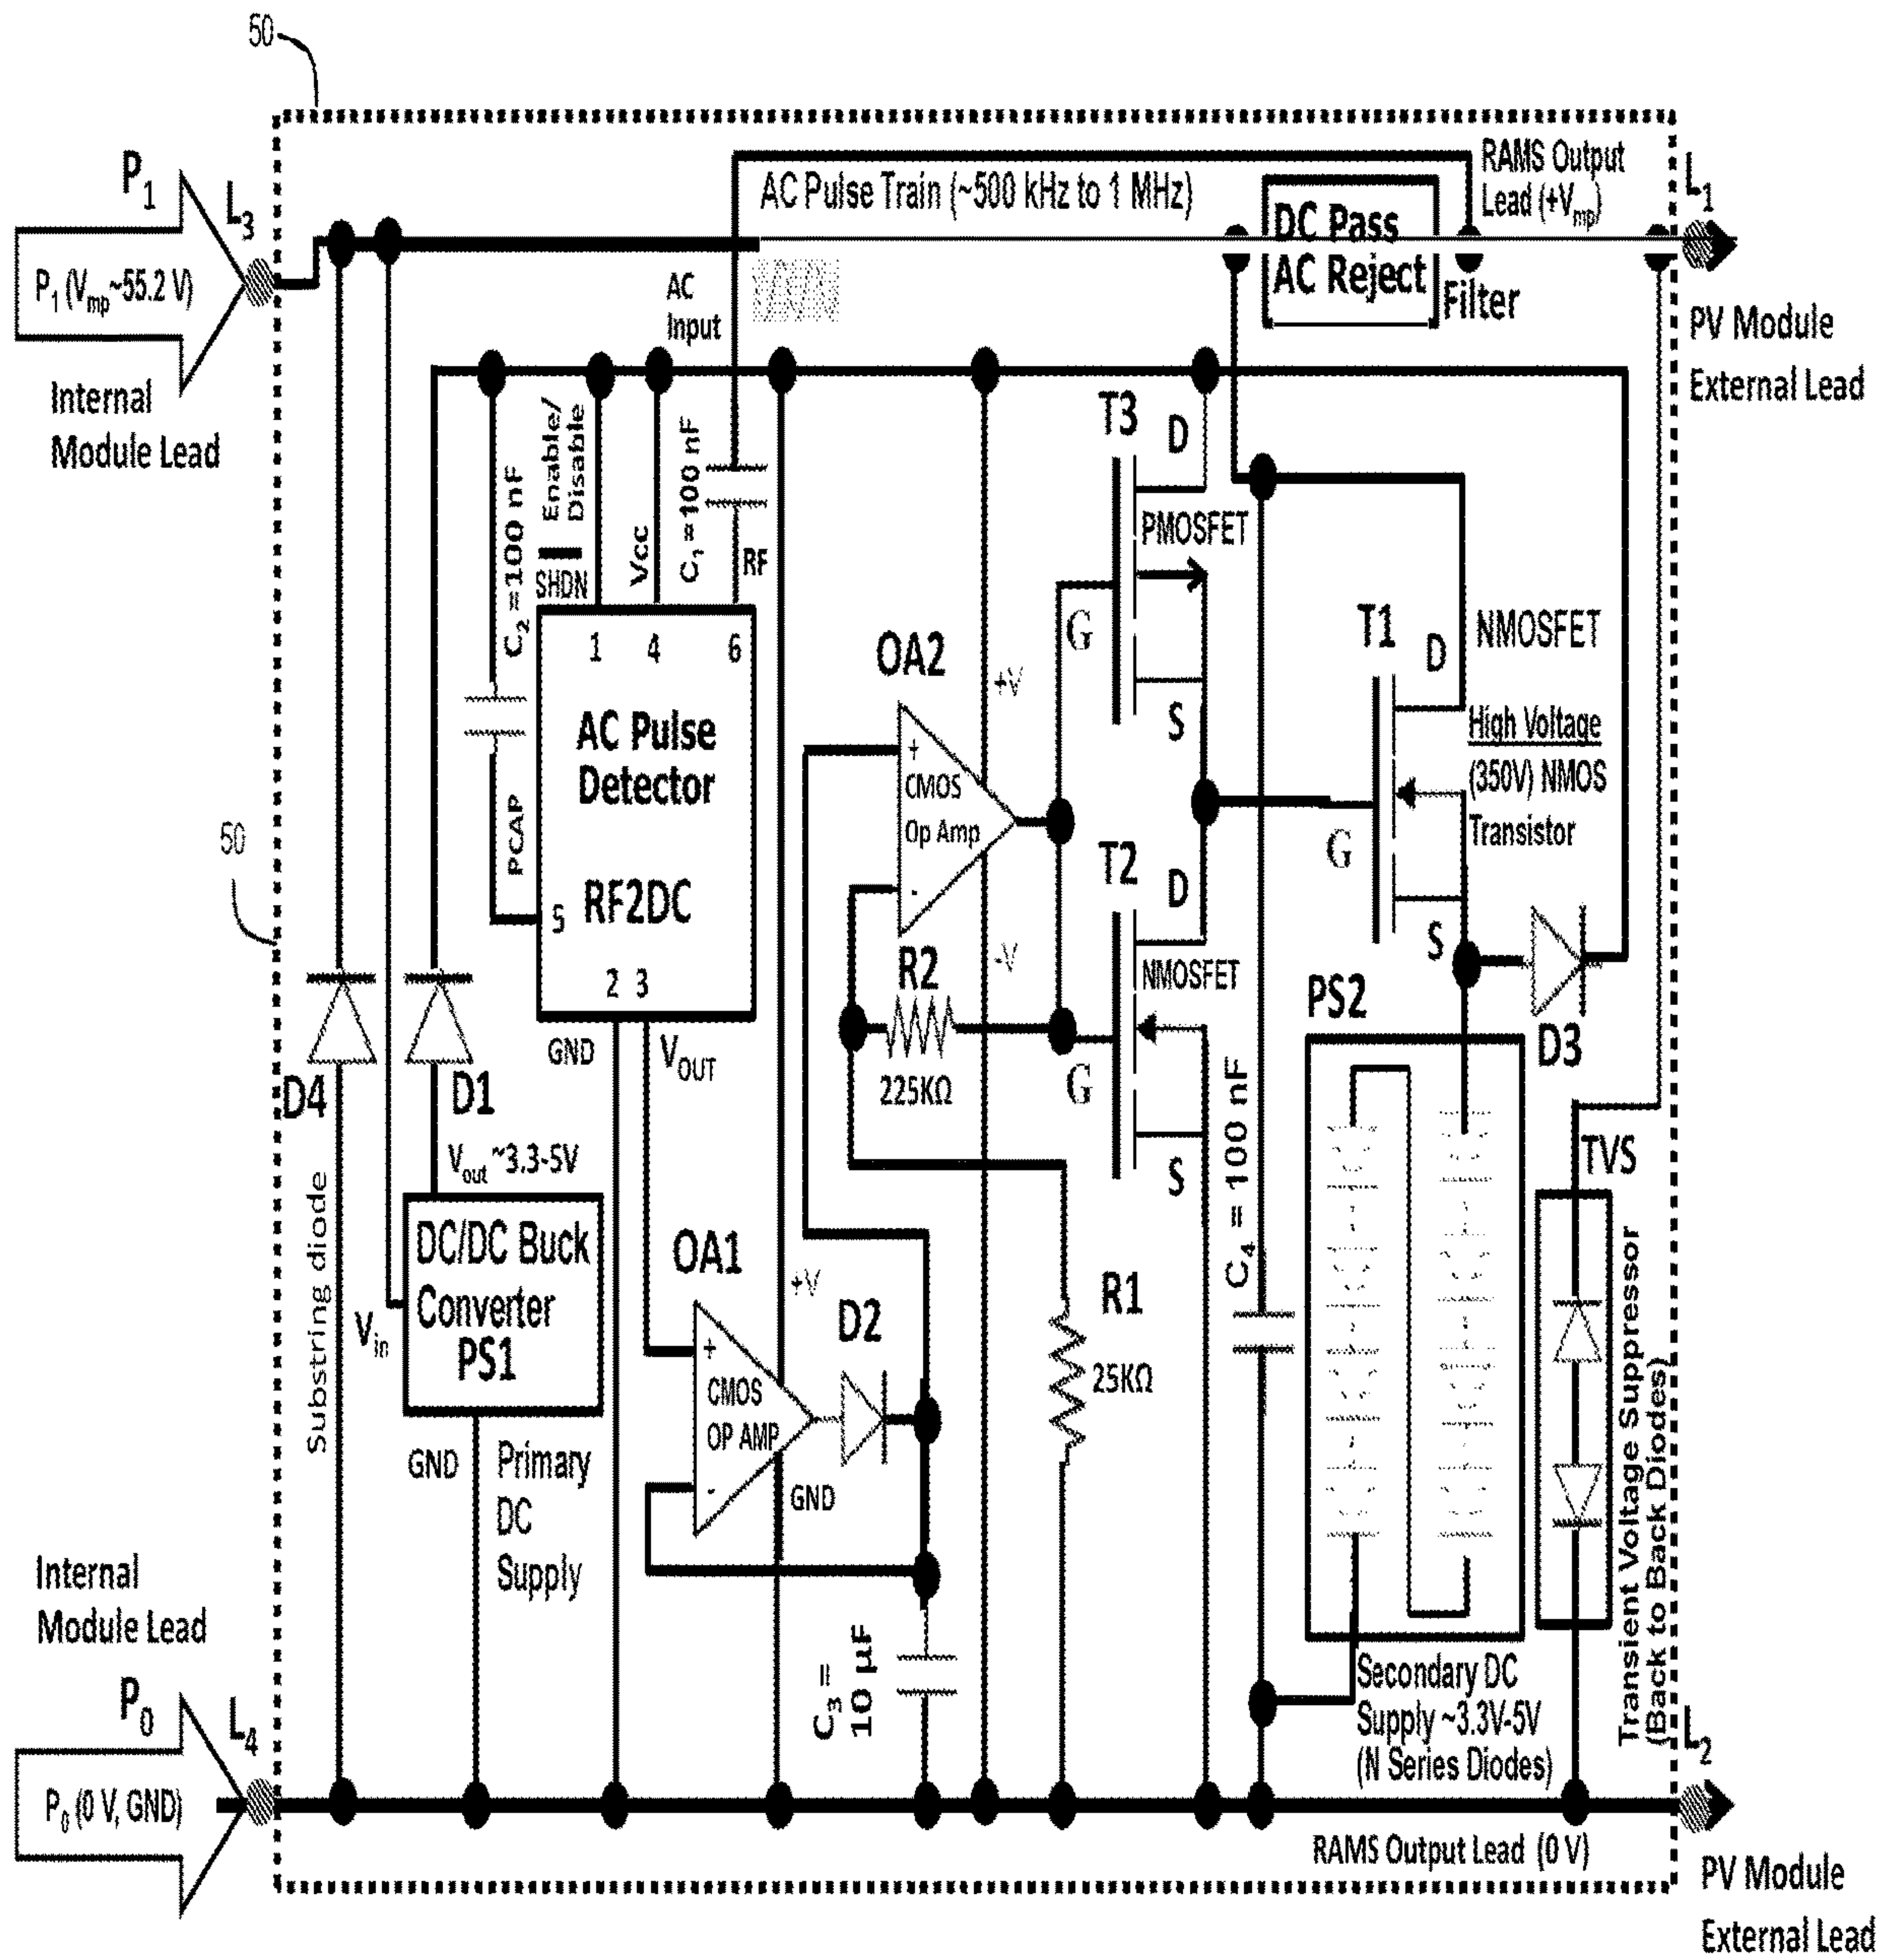 50
P1
L3
P1 (Vmp~55.2 V)
Internal
Module Lead
AC Pulse Train (~500 kHz to 1 MHz)
RAMS Output
Lead (+Vmp)
L1
DC Pass
AC Reject
Filter
PV Module
External Lead
AC
Input
C2 =100 nF
Enable/
Disable
SHDN
Vcc
C1 =100 nF
RF
1
4
6
AC Pulse
Detector
RF2DC
PCAP
5
2
3
GND
VOUT
T3
D
PMOSFET
G
S
OA2
+V
+
CMOS
Op Amp
-
-V
T1
D
NMOSFET
High Voltage
(350V) NMOS
Transistor
G
S
50
T2
D
NMOSFET
G
S
R2
225KΩ
PS2
D3
D4
D1
Substring diode
Vout ~3.3-5V
DC/DC Buck
Converter
PS1
Vin
GND
Primary
DC
Supply
OA1
+V
+
CMOS
OP AMP
-
GND
D2
R1
25KΩ
C4 = 100 nF
TVS
Transient Voltage Suppressor
(Back to Back Diodes)
C3 =
10 µF
Secondary DC
Supply ~3.3V-5V
(N Series Diodes)
Internal
Module Lead
P0
L4
P0 (0 V, GND)
L2
RAMS Output Lead (0 V)
PV Module
External Lead